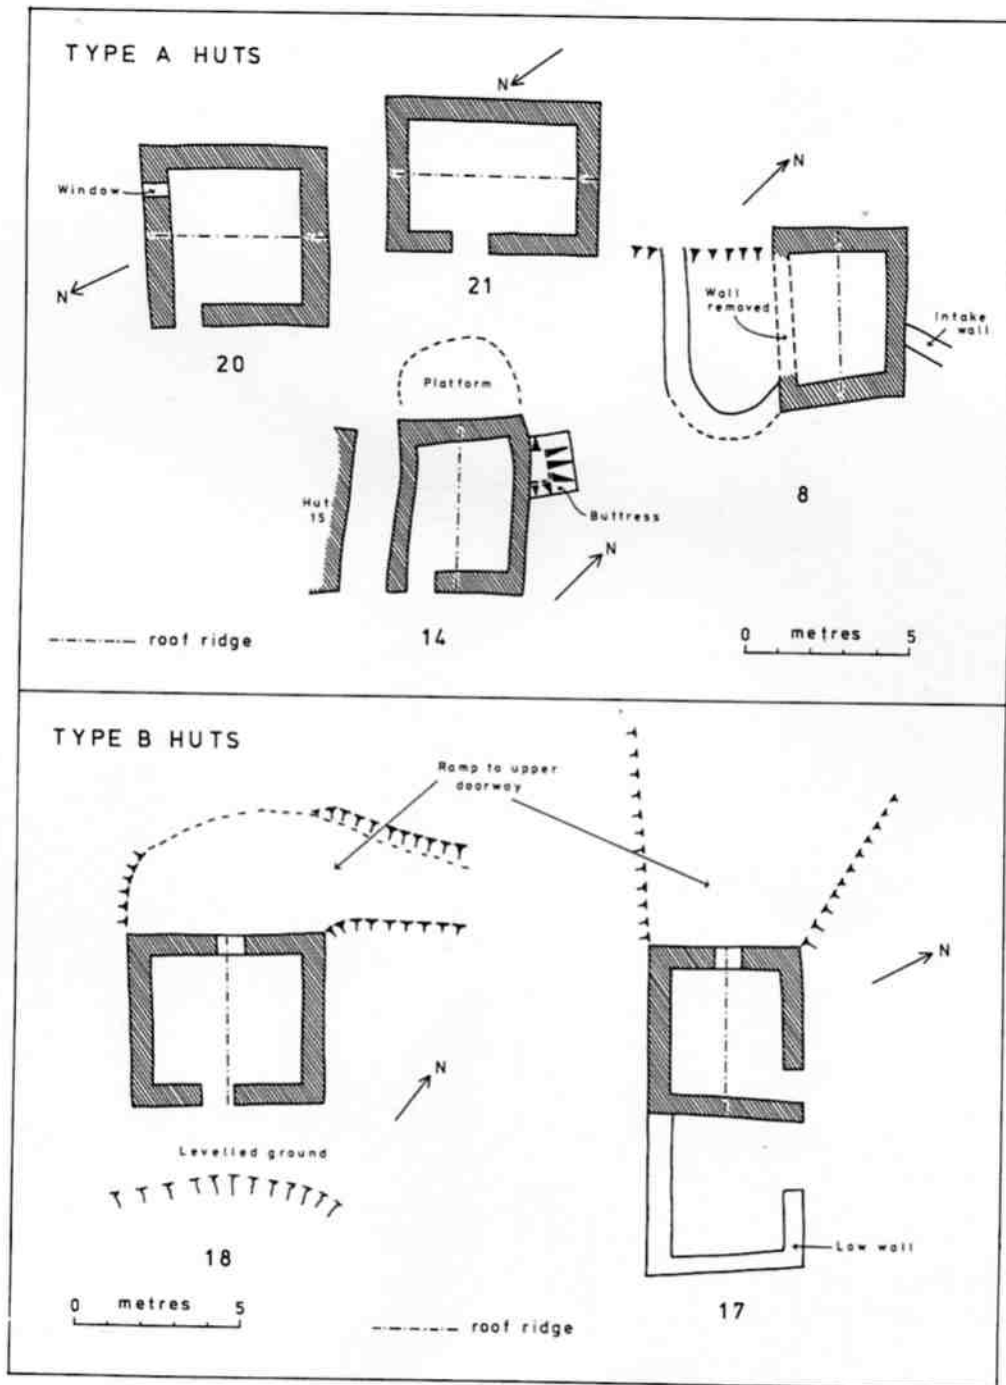 TYPE A HUTS
N
Window
N
20
21
N
Wall
removed
Intake
wall
8
Platform
Hut
15
Buttress
N
14
roof ridge
0 metres 5
TYPE B HUTS
Ramp to upper
doorway
N
N
Levelled ground
18
Low wall
17
0 metres 5
roof ridge